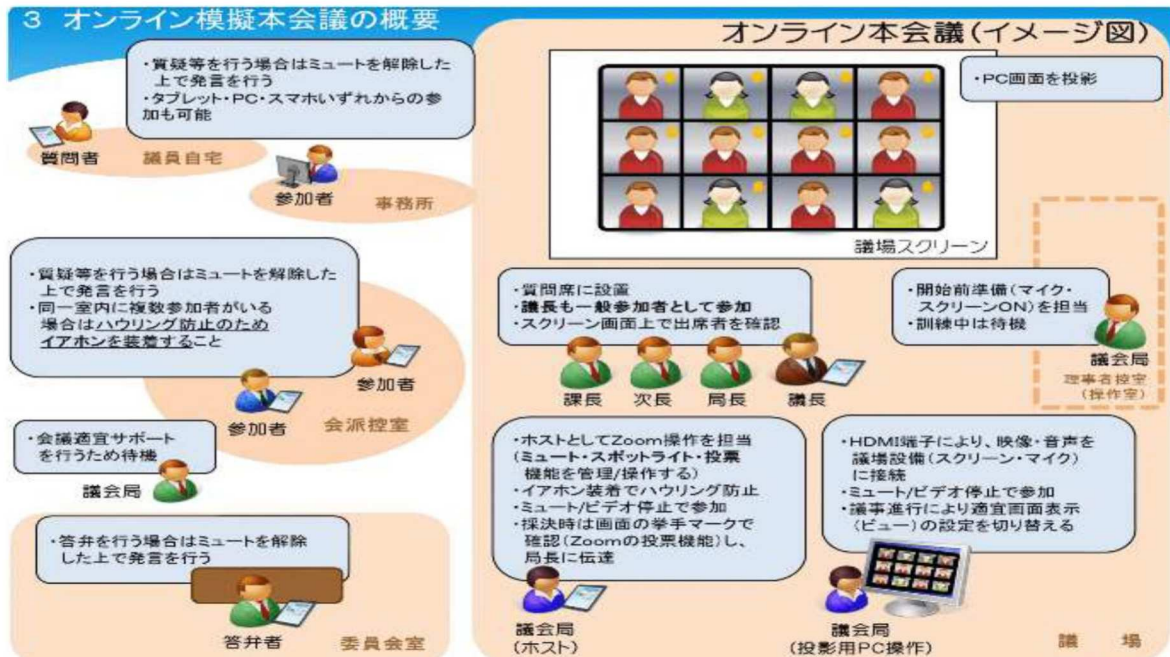 3 オンライン模擬本会議の概要
・質疑等を行う場合はミュートを解除した
上で発言を行う
・タブレット・PC・スマホいずれからの参
加も可能
質問者
議員自宅
参加者
事務所
・質疑等を行う場合はミュートを解除した
上で発言を行う
・同一室内に複数参加者がいる
場合はハウリング防止のため
イアホンを装着すること
参加者
参加者
会派控室
・会議適宜サポート
を行うため待機
議会局
・答弁を行う場合はミュートを解除
した上で発言を行う
答弁者
委員会室
オンライン本会議(イメージ図)
・PC画面を投影
議場スクリーン
・質問席に設置
・議長も一般参加者として参加
・スクリーン画面上で出席者を確認
課長 次長 局長 議長
・開始前準備(マイク・
スクリーンON)を担当
・訓練中は待機
議会局
理事者控室
(操作室)
・ホストとしてZoom操作を担当
(ミュート・スポットライト・投票
機能を管理/操作する)
・イアホン装着でハウリング防止
・ミュート/ビデオ停止で参加
・採決時は画面の挙手マークで
確認(Zoomの投票機能)し、
局長に伝達
議会局
(ホスト)
・HDMI端子により、映像・音声を
議場設備(スクリーン・マイク)
に接続
・ミュート/ビデオ停止で参加
・議事進行により適宜画面表示
(ビュー)の設定を切り替える
議会局
(投影用PC操作)
議 場